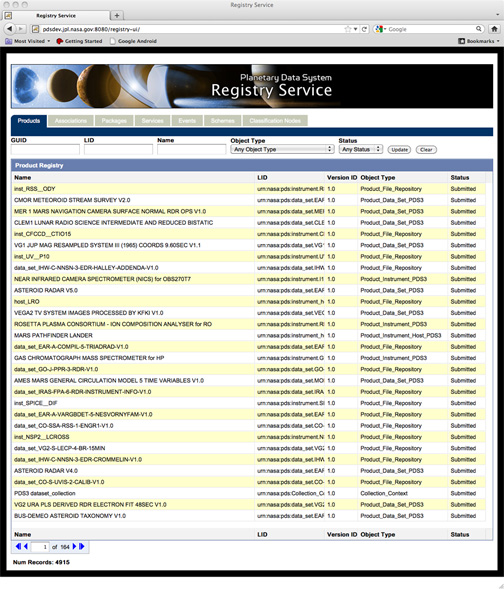 Registry Service
Registry Service
pdsdev.jpl.nasa.gov:8080/registry-ui/
Google
Most Visited Getting Started Google Android Bookmarks
Planetary Data System
Registry Service
Products Associations Packages Services Events Schemes Classification Nodes
GUID LID Name Object Type Status
Any Object Type Any Status Update Clear
Product Registry
Name LID Version ID Object Type Status
inst_RSS__ODY urn:nasa:pds:instrument.R 1.0 Product_File_Repository Submitted
CMOR METEOROID STREAM SURVEY V2.0 urn:nasa:pds:data_set.EAF 1.0 Product_Data_Set_PDS3 Submitted
MER 1 MARS NAVIGATION CAMERA SURFACE NORMAL RDR OPS V1.0 urn:nasa:pds:data_set.MEI 1.0 Product_Data_Set_PDS3 Submitted
CLEM1 LUNAR RADIO SCIENCE INTERMEDIATE AND REDUCED BISTATIC urn:nasa:pds:data_set.CLE 1.0 Product_Data_Set_PDS3 Submitted
inst_CFCCD__CTIO15 urn:nasa:pds:instrument.CI 1.0 Product_File_Repository Submitted
VG1 JUP MAG RESAMPLED SYSTEM III (1965) COORDS 9.60SEC V1.1 urn:nasa:pds:data_set.VG1 1.0 Product_Data_Set_PDS3 Submitted
inst_UV__P10 urn:nasa:pds:instrument.U 1.0 Product_File_Repository Submitted
data_set_IHW-C-NNSN-3-EDR-HALLEY-ADDENDA-V1.0 urn:nasa:pds:data_set.IHW 1.0 Product_File_Repository Submitted
NEAR INFRARED CAMERA SPECTROMETER (NICS) for OBS270T7 urn:nasa:pds:instrument.I1 1.0 Product_Instrument_PDS3 Submitted
ASTEROID RADAR V5.0 urn:nasa:pds:data_set.EAF 1.0 Product_Data_Set_PDS3 Submitted
host_LRO urn:nasa:pds:instrument_h 1.0 Product_File_Repository Submitted
VEGA2 TV SYSTEM IMAGES PROCESSED BY KFKI V1.0 urn:nasa:pds:data_set.VEC 1.0 Product_Data_Set_PDS3 Submitted
ROSETTA PLASMA CONSORTIUM - ION COMPOSITION ANALYSER for RO urn:nasa:pds:instrument.R 1.0 Product_Instrument_PDS3 Submitted
MARS PATHFINDER LANDER urn:nasa:pds:instrument_h 1.0 Product_Instrument_Host_PDS3 Submitted
data_set_EAR-A-COMPIL-5-TRIADRAD-V1.0 urn:nasa:pds:data_set.EAF 1.0 Product_File_Repository Submitted
GAS CHROMATOGRAPH MASS SPECTROMETER for HP urn:nasa:pds:instrument.G 1.0 Product_Instrument_PDS3 Submitted
data_set_GO-J-PPR-3-RDR-V1.0 urn:nasa:pds:data_set.GO- 1.0 Product_File_Repository Submitted
AMES MARS GENERAL CIRCULATION MODEL 5 TIME VARIABLES V1.0 urn:nasa:pds:data_set.MO 1.0 Product_Data_Set_PDS3 Submitted
data_set_IRAS-FPA-6-RDR-INSTRUMENT-INFO-V1.0 urn:nasa:pds:data_set.IRA 1.0 Product_File_Repository Submitted
inst_SPICE__DIF urn:nasa:pds:instrument.SI 1.0 Product_File_Repository Submitted
data_set_EAR-A-VARGBDET-5-NESVORNYFAM-V1.0 urn:nasa:pds:data_set.EAF 1.0 Product_File_Repository Submitted
data_set_CO-SSA-RSS-1-ENGR1-V1.0 urn:nasa:pds:data_set.CO- 1.0 Product_File_Repository Submitted
inst_NSP2__LCROSS urn:nasa:pds:instrument.N 1.0 Product_File_Repository Submitted
data_set_VG2-S-LECP-4-BR-15MIN urn:nasa:pds:data_set.VG2 1.0 Product_File_Repository Submitted
data_set_IHW-C-NNSN-3-EDR-CROMMELIN-V1.0 urn:nasa:pds:data_set.IHW 1.0 Product_File_Repository Submitted
ASTEROID RADAR V4.0 urn:nasa:pds:data_set.EAF 1.0 Product_Data_Set_PDS3 Submitted
data_set_CO-S-UVIS-2-CALIB-V1.0 urn:nasa:pds:data_set.CO- 1.0 Product_File_Repository Submitted
PDS3 dataset_collection urn:nasa:pds:Collection_Co 1.0 Collection_Context Submitted
VG2 URA PLS DERIVED RDR ELECTRON FIT 48SEC V1.0 urn:nasa:pds:data_set.VG2 1.0 Product_Data_Set_PDS3 Submitted
BUS-DEMEO ASTEROID TAXONOMY V1.0 urn:nasa:pds:data_set.EAF 1.0 Product_Data_Set_PDS3 Submitted
Name LID Version ID Object Type Status
1 of 164
Num Records: 4915